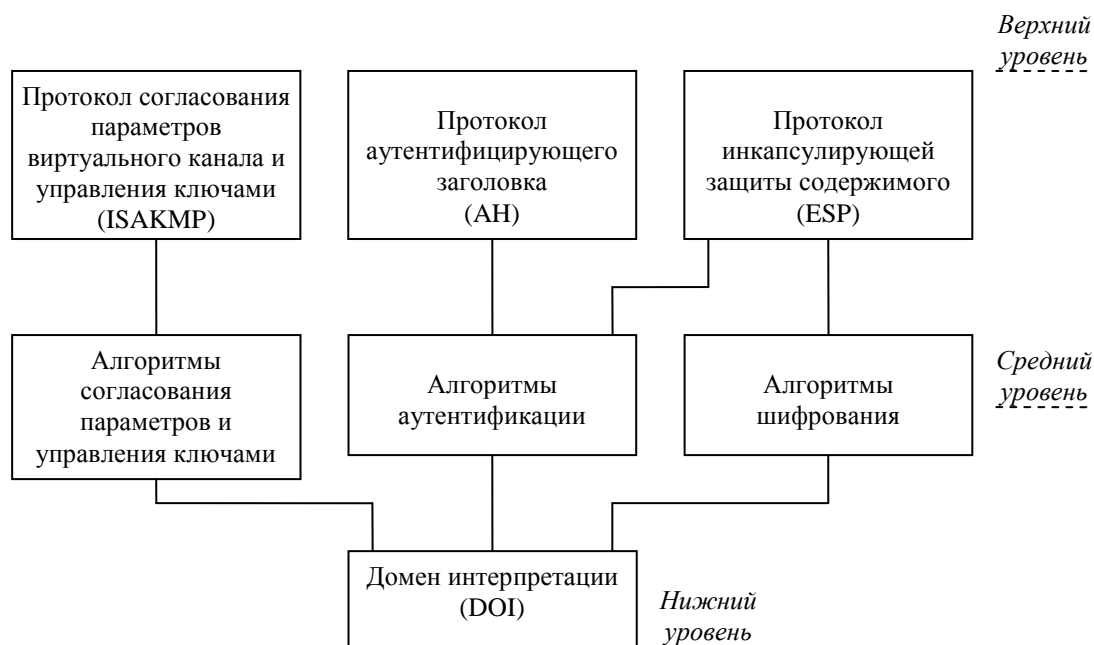 Верхний
уровень
Протокол согласования
параметров
виртуального канала и
управления ключами
(ISAKMP)
Протокол
аутентифицирующего
заголовка
(AH)
Протокол
инкапсулирующей
защиты содержимого
(ESP)
Алгоритмы
согласования
параметров и
управления ключами
Алгоритмы
аутентификации
Алгоритмы
шифрования
Средний
уровень
Домен интерпретации
(DOI)
Нижний
уровень